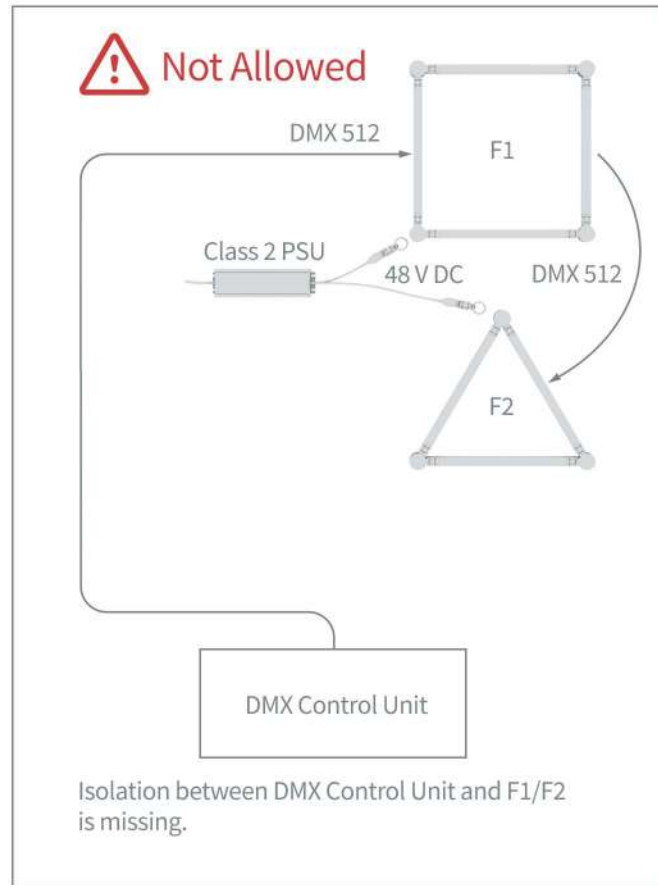 Not Allowed
DMX 512
F1
Class 2 PSU
48 V DC
DMX 512
F2
DMX Control Unit
Isolation between DMX Control Unit and F1/F2
is missing.